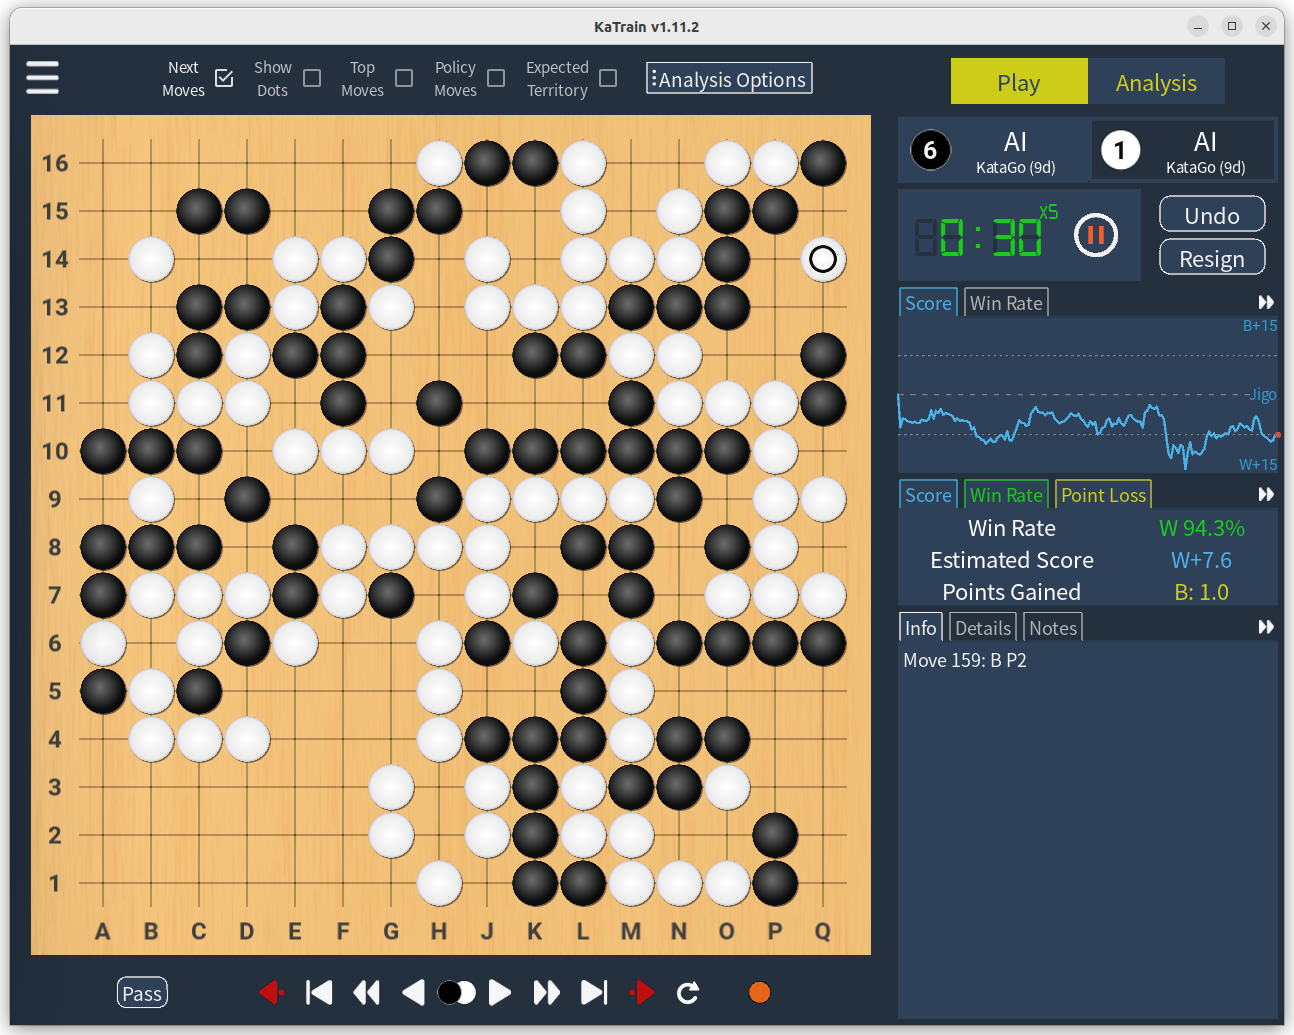 KaTrain v1.11.2
Next Moves
Show Dots
Top Moves
Policy Moves
Expected Territory
Analysis Options
Play
Analysis
6
AI
KataGo (9d)
1
AI
KataGo (9d)
0:30
x5
Undo
Resign
Score
Win Rate
B+15
Jigo
W+15
Score
Win Rate
Point Loss
Win Rate W 94.3%
Estimated Score W+7.6
Points Gained B: 1.0
Info
Details
Notes
Move 159: B P2
16
15
14
13
12
11
10
9
8
7
6
5
4
3
2
1
A B C D E F G H J K L M N O P Q
Pass